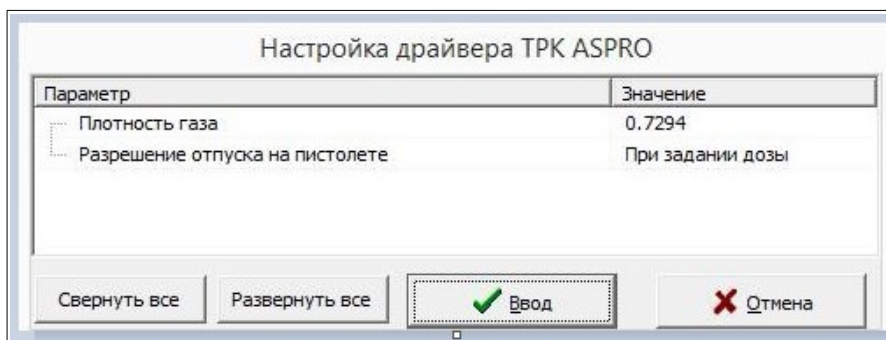 Настройка драйвера ТРК ASPRO
Параметр Значение
Плотность газа 0.7294
Разрешение отпуска на пистолете При задании дозы
Свернуть все Развернуть все Ввод Отмена